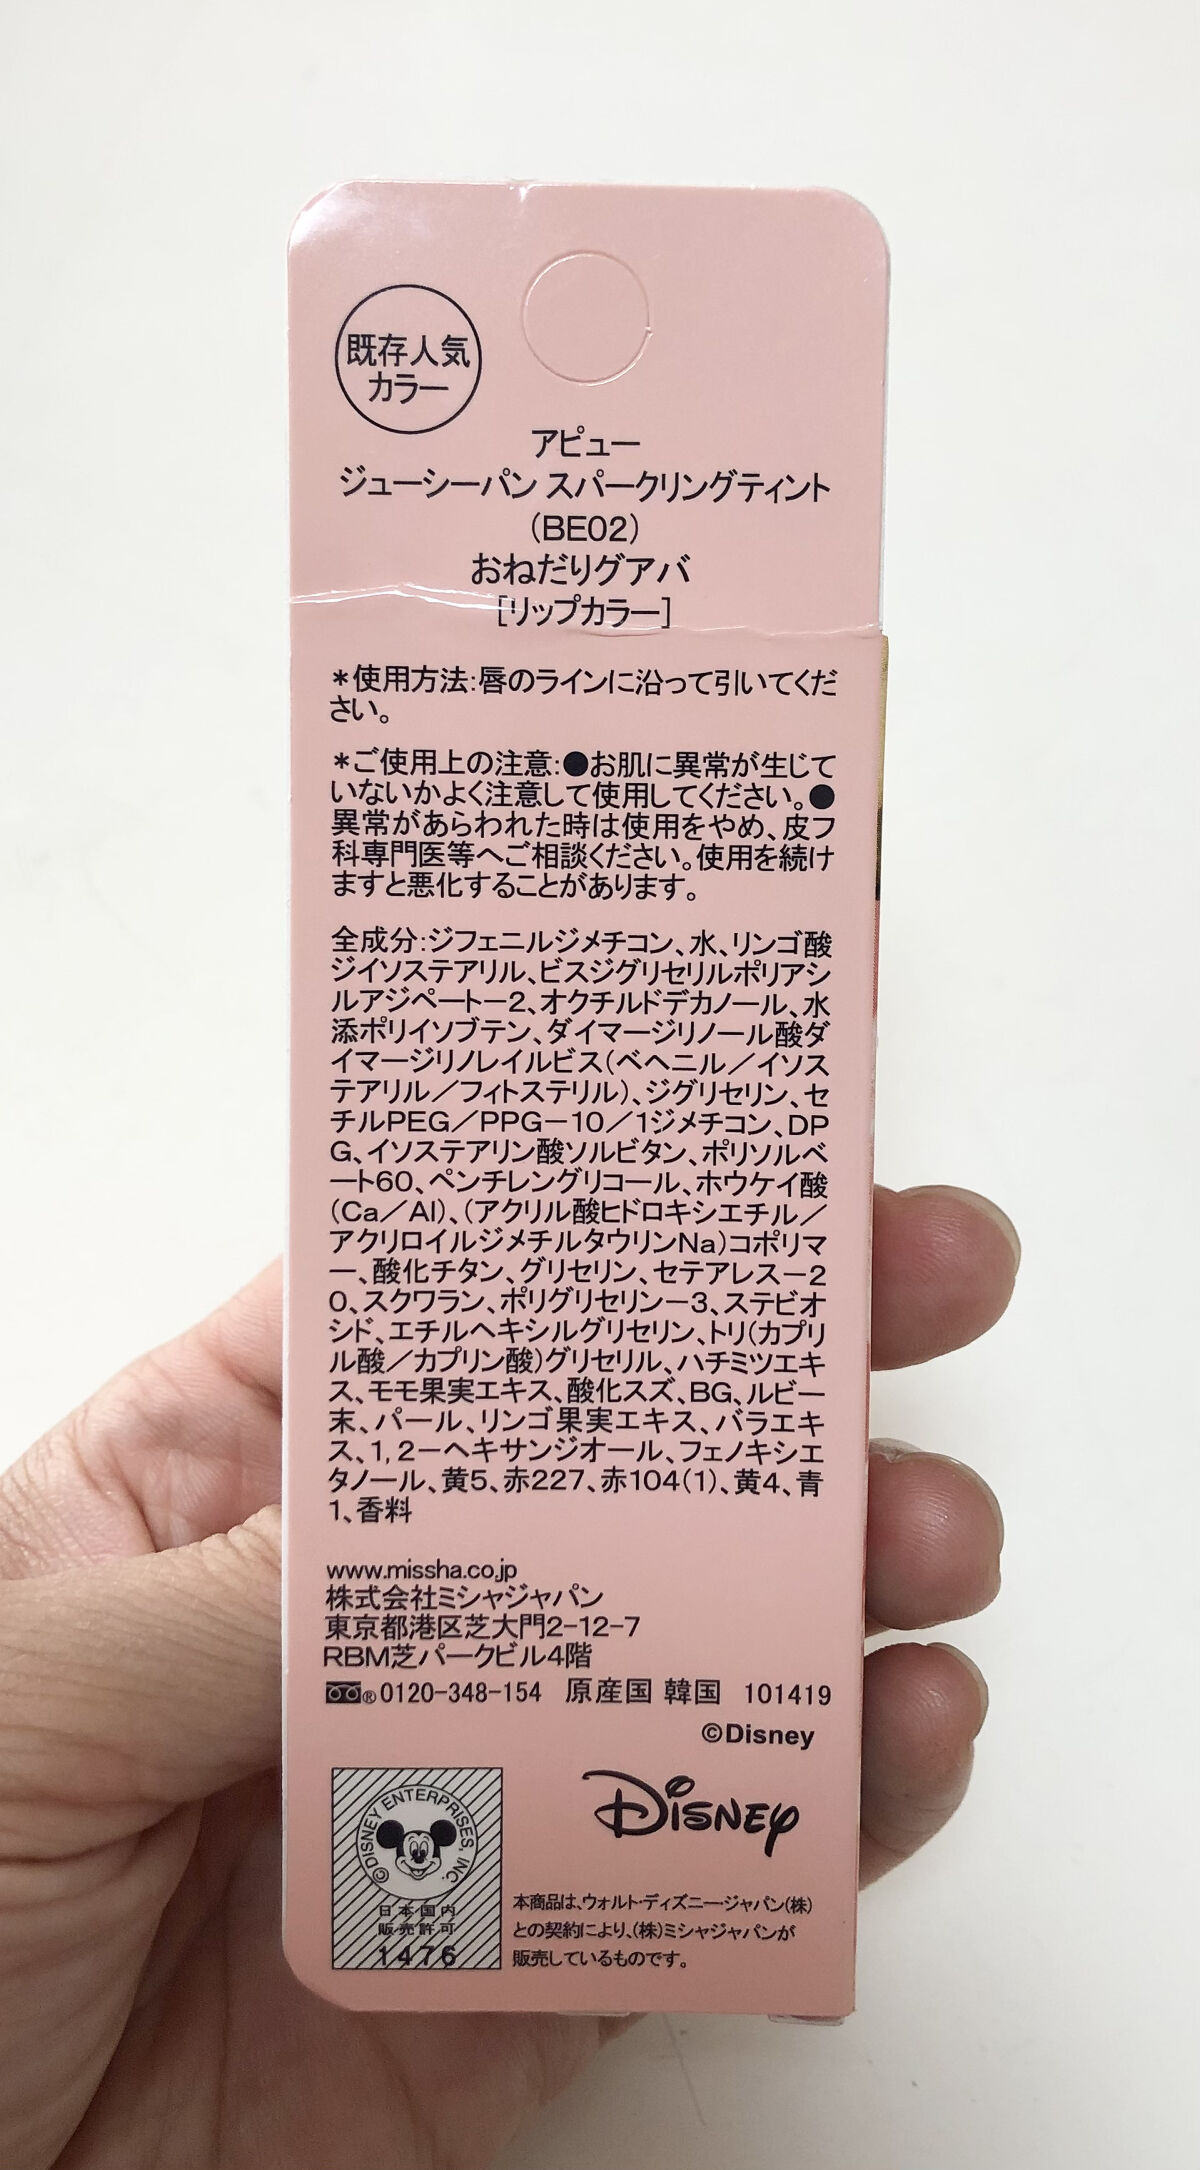 既存人気
カラー
アピュー
ジューシーパン スパークリングティント
(BE02)
おねだりグアバ
[リップカラー]
*使用方法:唇のラインに沿って引いてくだ
さい。
*ご使用上の注意:●お肌に異常が生じて
いないかよく注意して使用してください。●
異常があらわれた時は使用をやめ、皮フ
科専門医等へご相談ください。使用を続け
ますと悪化することがあります。
全成分:ジフェニルジメチコン、水、リンゴ酸
ジイソステアリル、ビスジグリセリルポリアシ
ルアジペートー2、オクチルドデカノール、水
添ポリイソブテン、ダイマージリノール酸ダ
イマージリノレイルビス(ベヘニル/イソス
テアリル/フィトステリル)、ジグリセリン、セ
チルPEG/PPG-10/1ジメチコン、DP
G、イソステアリン酸ソルビタン、ポリソルベ
ート60、ペンチレングリコール、ホウケイ酸
(Ca/Al)、(アクリル酸ヒドロキシエチル/
アクリロイルジメチルタウリンNa)コポリマ
ー、酸化チタン、グリセリン、セテアレス-2
0、スクワラン、ポリグリセリン-3、ステビオ
シド、エチルヘキシルグリセリン、トリ(カプリ
ル酸/カプリン酸)グリセリル、ハチミツエキ
ス、モモ果実エキス、酸化スズ、BG、ルビー
末、パール、リンゴ果実エキス、バラエキ
ス、1,2-ヘキサンジオール、フェノキシエ
タノール、黄5、赤227、赤104(1)、黄4、青
1、香料
www.missha.co.jp
株式会社ミシャジャパン
東京都港区芝大門2-12-7
RBM芝パークビル4階
®0120-348-154 原産国 韓国 101419
©Disney
©DISNEY ENTERPRISES, INC.
日本国内
販売許可
1476
Disney
本商品は、ウォルト・ディズニー・ジャパン(株)
との契約により、(株)ミシャジャパンが
販売しているものです。